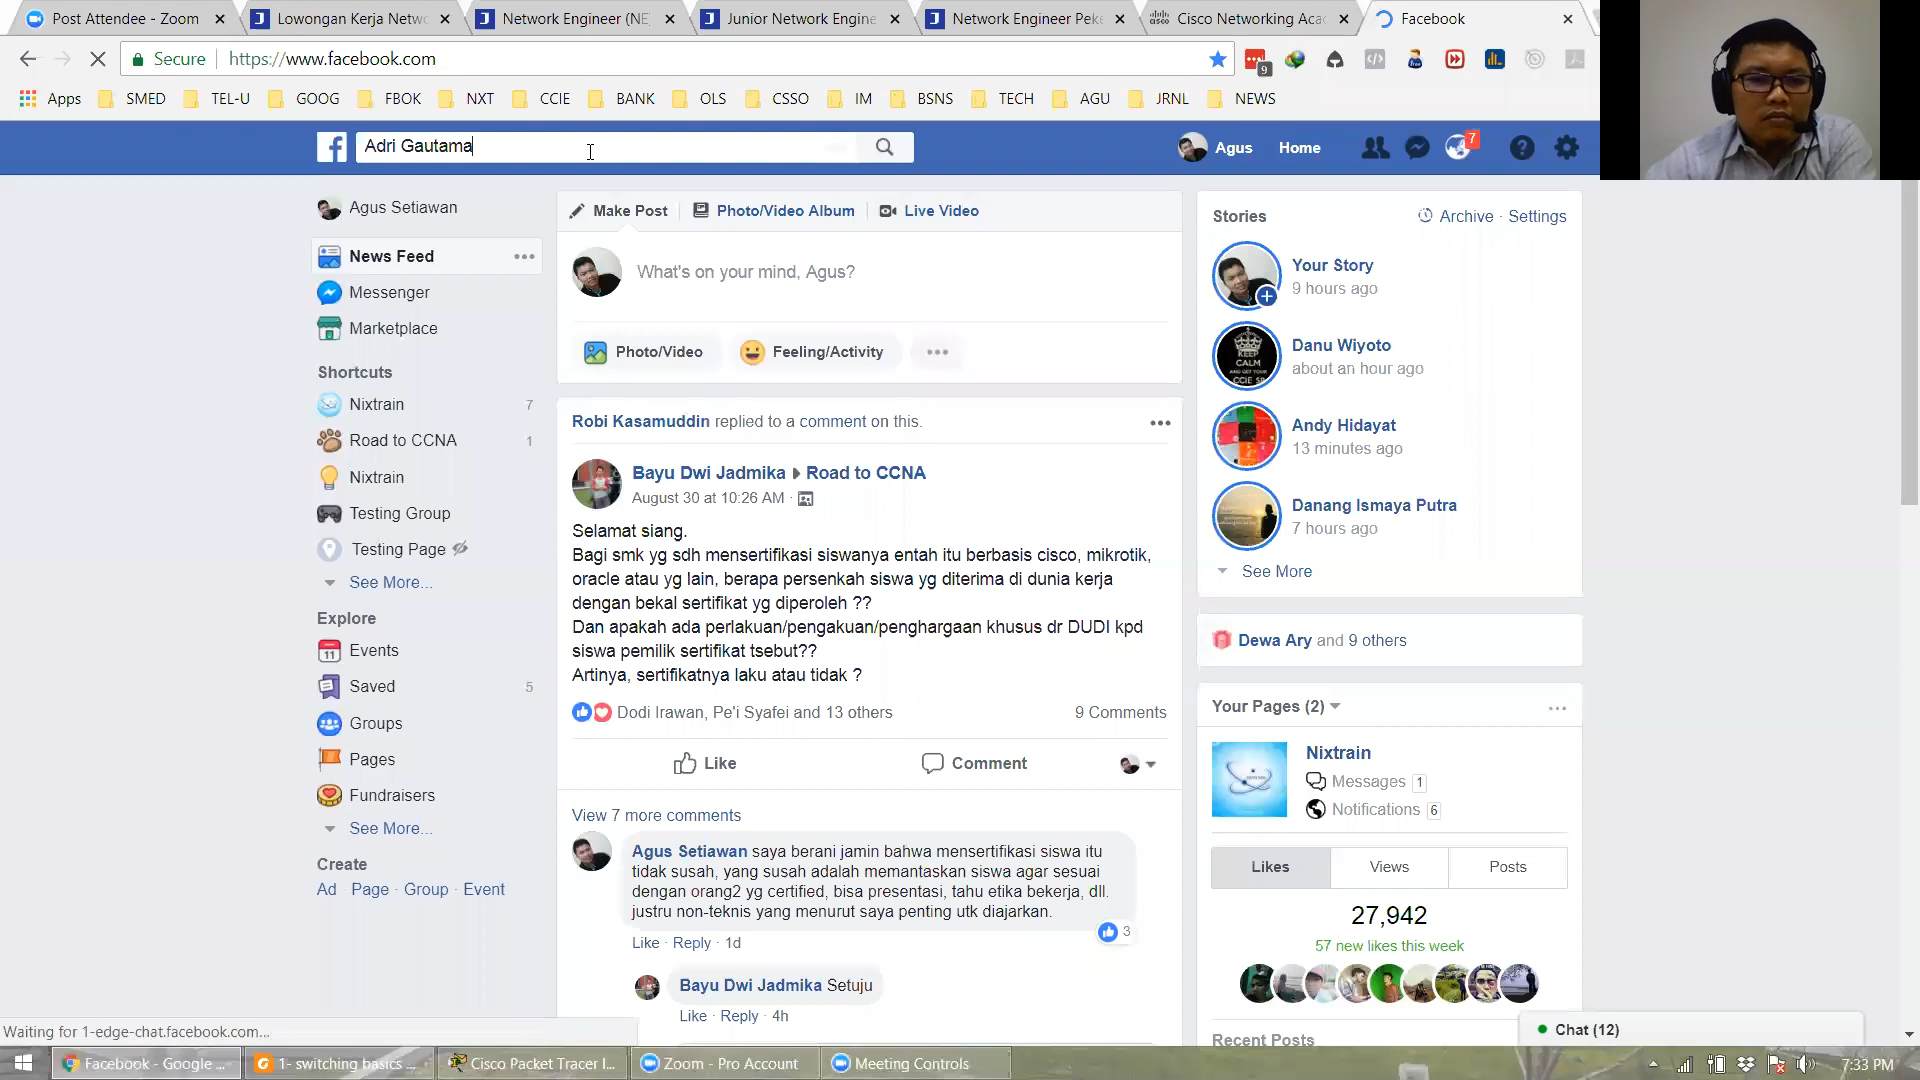 Post Attendee - Zoom
Lowongan Kerja Netw
Network Engineer (NE
Junior Network Engine
Network Engineer Peke
Cisco Networking Aca
Facebook
Secure
https://www.facebook.com
9
Apps
SMED
TEL-U
GOOG
FBOK
NXT
CCIE
BANK
OLS
CSSO
IM
BSNS
TECH
AGU
JRNL
NEWS
Adri Gautama
Agus
Home
7
Agus Setiawan
News Feed
Messenger
Marketplace
Shortcuts
Nixtrain 7
Road to CCNA 1
Nixtrain
Testing Group
Testing Page
See More...
Explore
Events
Saved 5
Groups
Pages
Fundraisers
See More...
Create
Ad Page Group Event
Make Post
Photo/Video Album
Live Video
What's on your mind, Agus?
Photo/Video
Feeling/Activity
Robi Kasamuddin replied to a comment on this.
Bayu Dwi Jadmika Road to CCNA
August 30 at 10:26 AM ·
Selamat siang.
Bagi smk yg sdh mensertifikasi siswanya entah itu berbasis cisco, mikrotik,
oracle atau yg lain, berapa persenkah siswa yg diterima di dunia kerja
dengan bekal sertifikat yg diperoleh ??
Dan apakah ada perlakuan/pengakuan/penghargaan khusus dr DUDI kpd
siswa pemilik sertifikat tsebut??
Artinya, sertifikatnya laku atau tidak ?
Dodi Irawan, Pe'i Syafei and 13 others
9 Comments
Like
Comment
View 7 more comments
Agus Setiawan saya berani jamin bahwa mensertifikasi siswa itu
tidak susah, yang susah adalah memantaskan siswa agar sesuai
dengan orang2 yg certified, bisa presentasi, tahu etika bekerja, dll.
justru non-teknis yang menurut saya penting utk diajarkan.
3
Like · Reply · 1d
Bayu Dwi Jadmika Setuju
Like · Reply · 4h
Stories
Archive · Settings
Your Story
9 hours ago
Danu Wiyoto
about an hour ago
KEEP
CALM
AND GET YOUR
CCIE SP
Andy Hidayat
13 minutes ago
Danang Ismaya Putra
7 hours ago
See More
Dewa Ary and 9 others
Your Pages (2)
Nixtrain
Messages 1
Notifications 6
Likes
Views
Posts
27,942
57 new likes this week
Recent Posts
Chat (12)
Waiting for 1-edge-chat.facebook.com...
Facebook - Google ...
1- switching basics ...
Cisco Packet Tracer I...
Zoom - Pro Account
Meeting Controls
7:33 PM